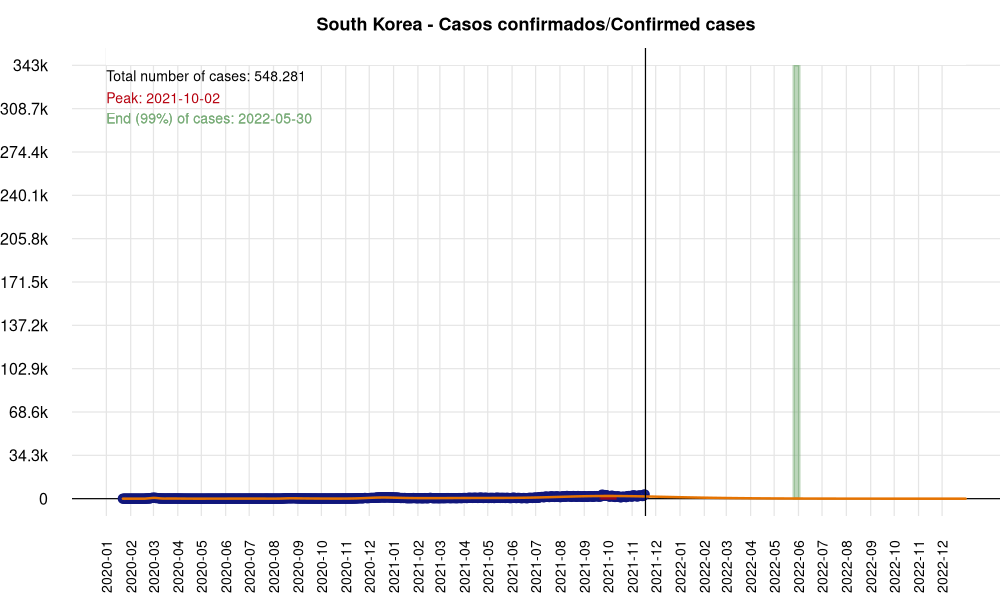 South Korea - Casos confirmados/Confirmed cases
Total number of cases: 548.281
Peak: 2021-10-02
End (99%) of cases: 2022-05-30
343k
308.7k
274.4k
240.1k
205.8k
171.5k
137.2k
102.9k
68.6k
34.3k
0
2020-01
2020-02
2020-03
2020-04
2020-05
2020-06
2020-07
2020-08
2020-09
2020-10
2020-11
2020-12
2021-01
2021-02
2021-03
2021-04
2021-05
2021-06
2021-07
2021-08
2021-09
2021-10
2021-11
2021-12
2022-01
2022-02
2022-03
2022-04
2022-05
2022-06
2022-07
2022-08
2022-09
2022-10
2022-11
2022-12